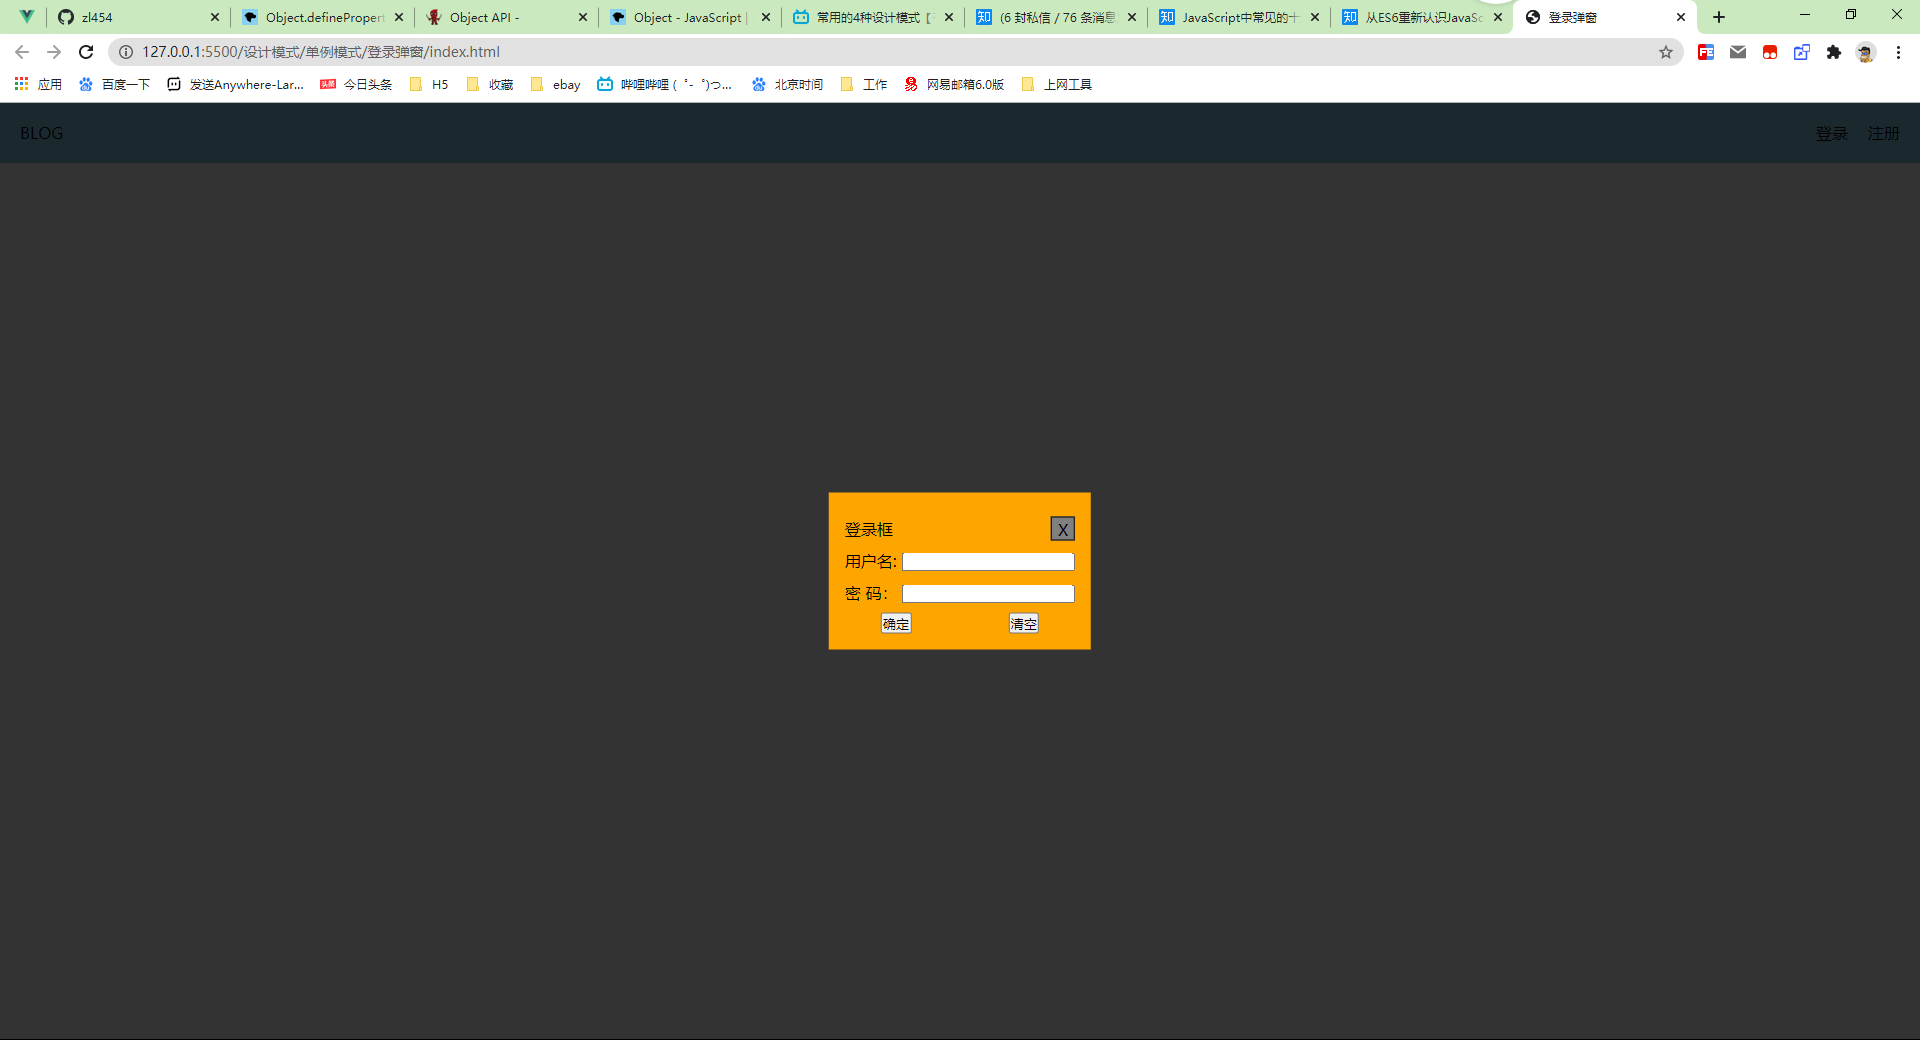 zl454
Object.definePropert
Object API -
Object - JavaScript |
常用的4种设计模式【
(6 封私信 / 76 条消息
JavaScript中常见的十
从ES6重新认识JavaSc
登录弹窗
127.0.0.1:5500/设计模式/单例模式/登录弹窗/index.html
应用
百度一下
发送Anywhere-Lar...
今日头条
H5
收藏
ebay
哔哩哔哩 (゜-゜)つ...
北京时间
工作
网易邮箱6.0版
上网工具
BLOG
登录 注册
登录框 X
用户名:
密 码：
确定 清空